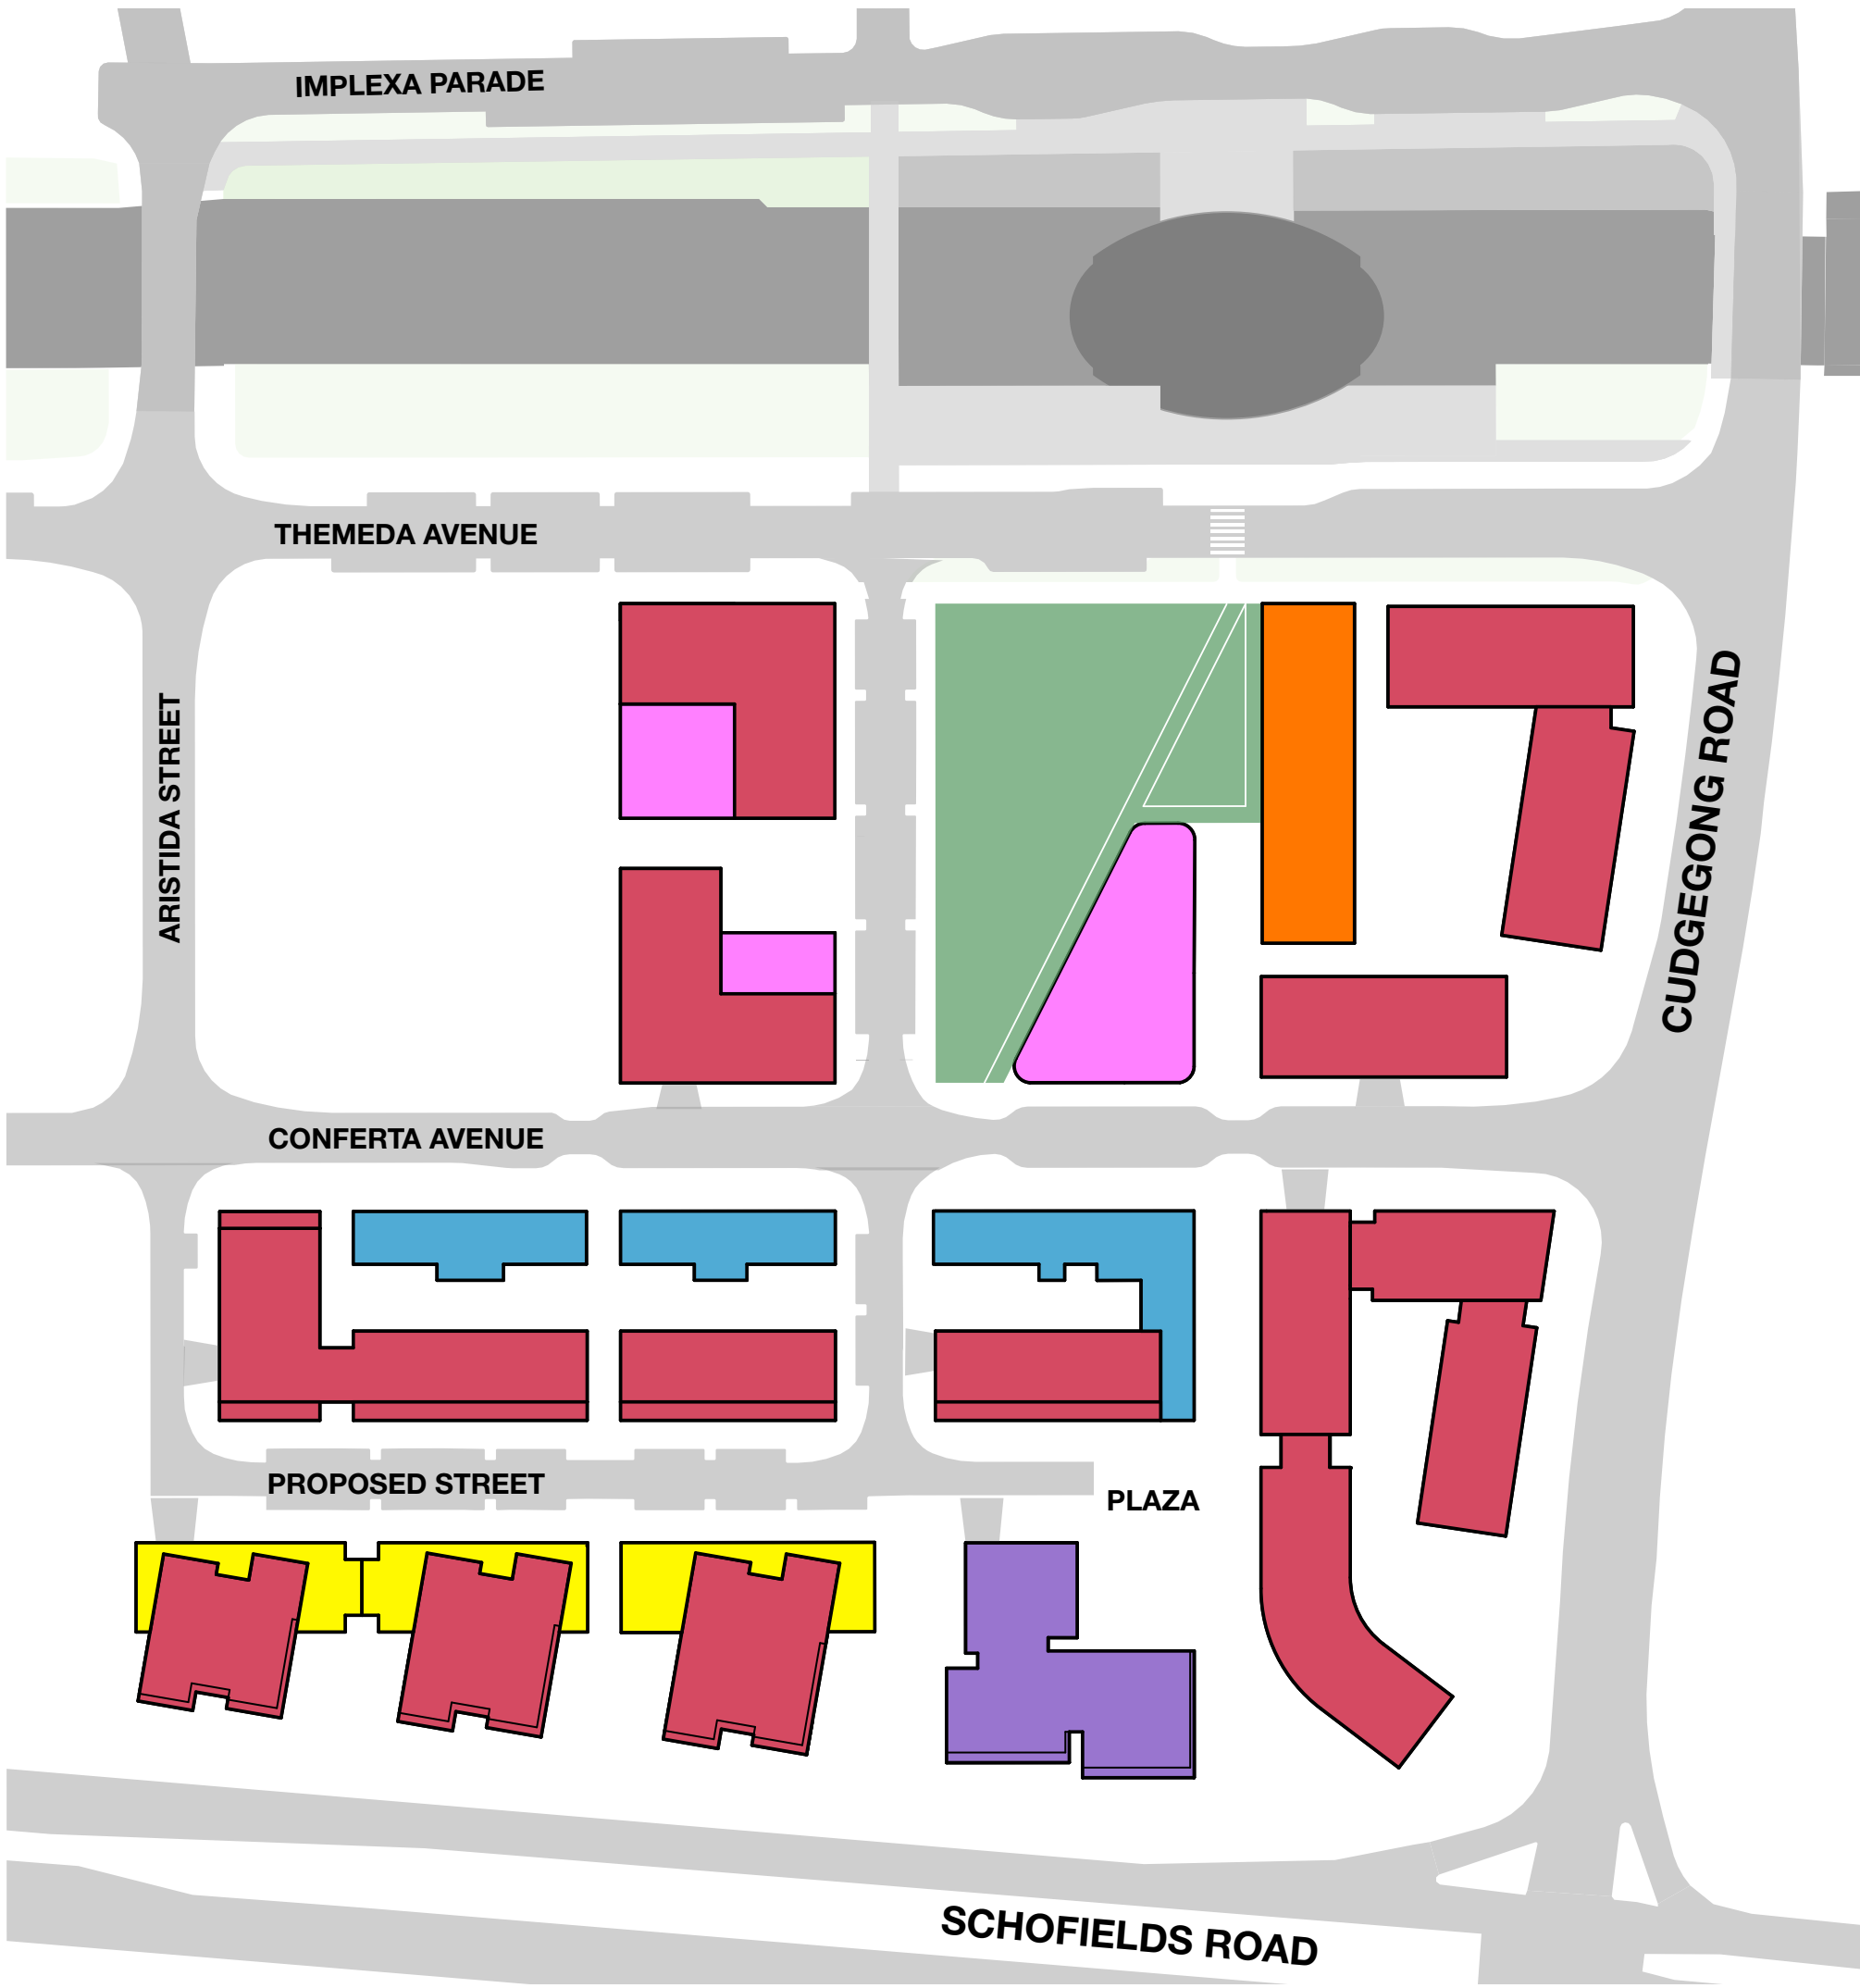 IMPLEXA PARADE
THEMEDA AVENUE
ARISTIDA STREET
CUDGEGONG ROAD
CONFERTA AVENUE
PROPOSED STREET
PLAZA
SCHOFIELDS ROAD